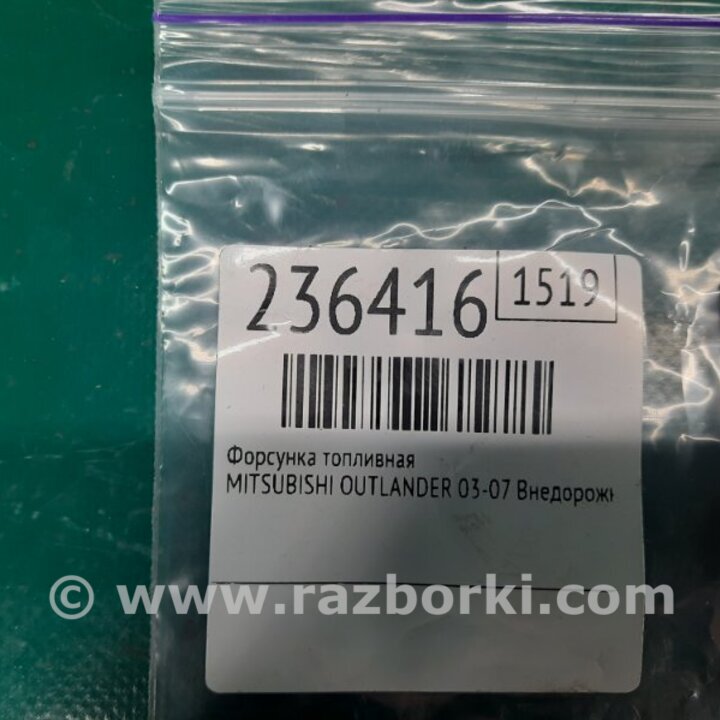 236416
1519
Форсунка топливная
MITSUBISHI OUTLANDER 03-07 Внедорожн
© www.razborki.com